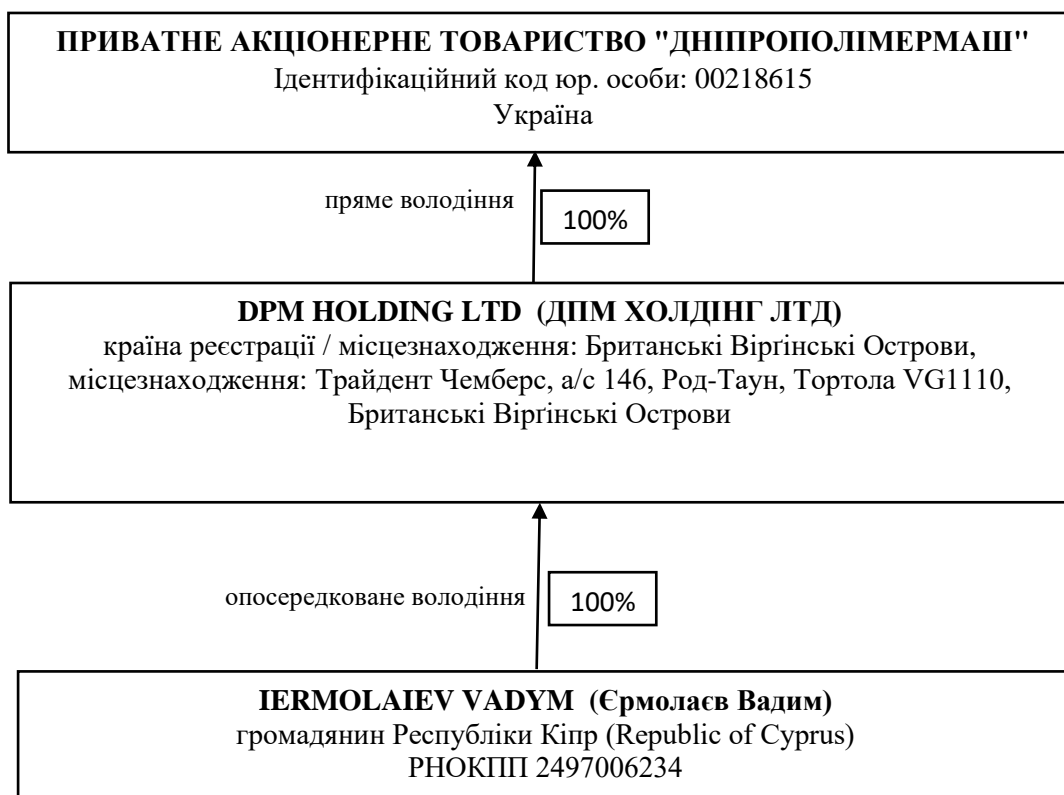 ПРИВАТНЕ АКЦІОНЕРНЕ ТОВАРИСТВО "ДНІПРОПОЛІМЕРМАШ"
Ідентифікаційний код юр. особи: 00218615
Україна
пряме володіння
100%
DPM HOLDING LTD (ДПМ ХОЛДІНГ ЛТД)
країна реєстрації / місцезнаходження: Британські Віргінські Острови,
місцезнаходження: Трайдент Чемберс, а/с 146, Род-Таун, Тортола VG1110,
Британські Віргінські Острови
опосередковане володіння
100%
IERMOLAIEV VADYM (Єрмолаєв Вадим)
громадянин Республіки Кіпр (Republic of Cyprus)
РНОКПП 2497006234